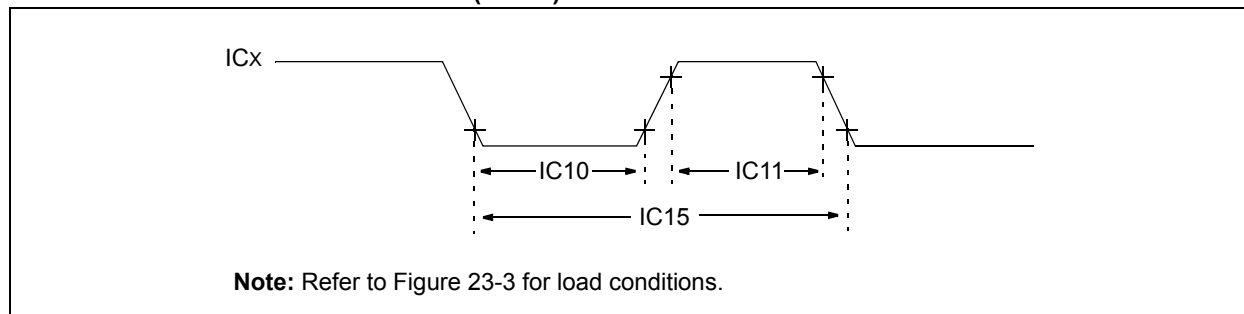 ICx
IC10
IC11
IC15
Note: Refer to Figure 23-3 for load conditions.